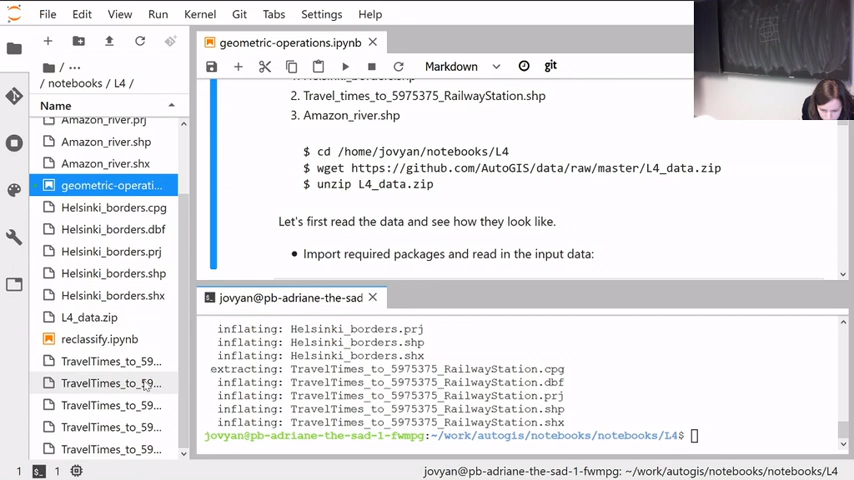 File Edit View Run Kernel Git Tabs Settings Help
/ ···
/ notebooks / L4 /
Name
Amazon_river.prj
Amazon_river.shp
Amazon_river.shx
geometric-operati...
Helsinki_borders.cpg
Helsinki_borders.dbf
Helsinki_borders.prj
Helsinki_borders.shp
Helsinki_borders.shx
L4_data.zip
reclassify.ipynb
TravelTimes_to_59...
TravelTimes_to_59...
TravelTimes_to_59...
TravelTimes_to_59...
TravelTimes_to_59...
geometric-operations.ipynb
Markdown git
1. Helsinki_borders.shp
2. Travel_times_to_5975375_RailwayStation.shp
3. Amazon_river.shp
$ cd /home/jovyan/notebooks/L4
$ wget https://github.com/AutoGIS/data/raw/master/L4_data.zip
$ unzip L4_data.zip
Let's first read the data and see how they look like.
• Import required packages and read in the input data:
jovyan@pb-adriane-the-sad
inflating: Helsinki_borders.prj
inflating: Helsinki_borders.shp
inflating: Helsinki_borders.shx
extracting: TravelTimes_to_5975375_RailwayStation.cpg
inflating: TravelTimes_to_5975375_RailwayStation.dbf
inflating: TravelTimes_to_5975375_RailwayStation.prj
inflating: TravelTimes_to_5975375_RailwayStation.shp
inflating: TravelTimes_to_5975375_RailwayStation.shx
jovyan@pb-adriane-the-sad-1-fwmpg:~/work/autogis/notebooks/notebooks/L4$
1 1 jovyan@pb-adriane-the-sad-1-fwmpg: ~/work/autogis/notebooks/notebooks/L4